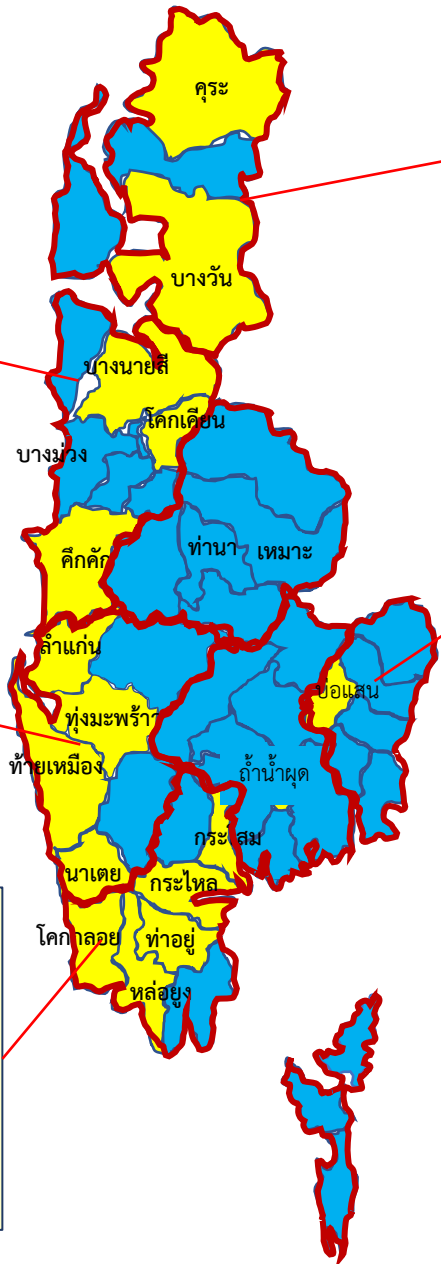 คุระ
บางวัน
บางนายสี
โคกเคียน
บางม่วง
ท่านา
เหมาะ
คึกคัก
ลำแก่น
บ่อแสน
ทุ่งมะพร้าว
ท้ายเหมือง
ถ้ำน้ำผุด
กระโสม
นาเตย
กระไหล
โคกกลอย
ท่าอยู่
หล่อยูง